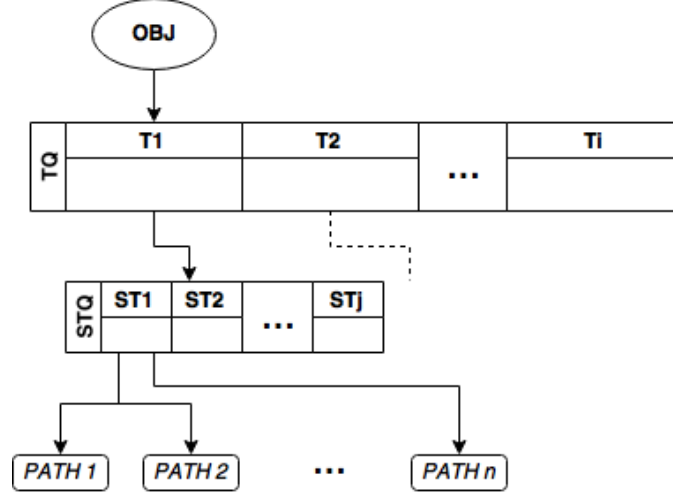 OBJ
TQ T1 T2 ... Ti
STQ ST1 ST2 ... STj
PATH 1 PATH 2 ... PATH n